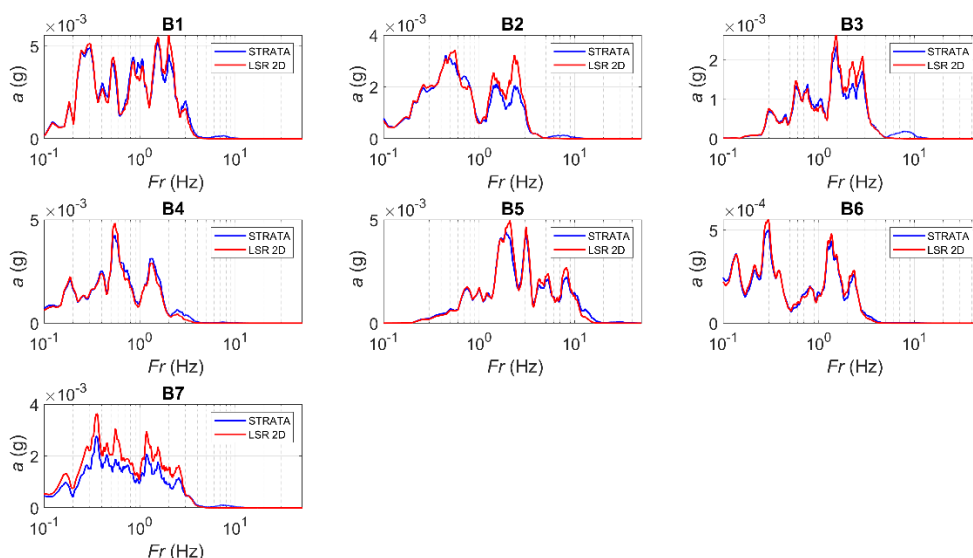 B1
×10⁻³
5
0
a (g)
STRATA
LSR 2D
10⁻¹ 10⁰ 10¹
Fr (Hz)
B2
×10⁻³
4
2
0
a (g)
STRATA
LSR 2D
10⁻¹ 10⁰ 10¹
Fr (Hz)
B3
×10⁻³
2
1
0
a (g)
STRATA
LSR 2D
10⁻¹ 10⁰ 10¹
Fr (Hz)
B4
×10⁻³
5
0
a (g)
STRATA
LSR 2D
10⁻¹ 10⁰ 10¹
Fr (Hz)
B5
×10⁻³
5
0
a (g)
STRATA
LSR 2D
10⁻¹ 10⁰ 10¹
Fr (Hz)
B6
×10⁻⁴
5
0
a (g)
STRATA
LSR 2D
10⁻¹ 10⁰ 10¹
Fr (Hz)
B7
×10⁻³
4
2
0
a (g)
STRATA
LSR 2D
10⁻¹ 10⁰ 10¹
Fr (Hz)